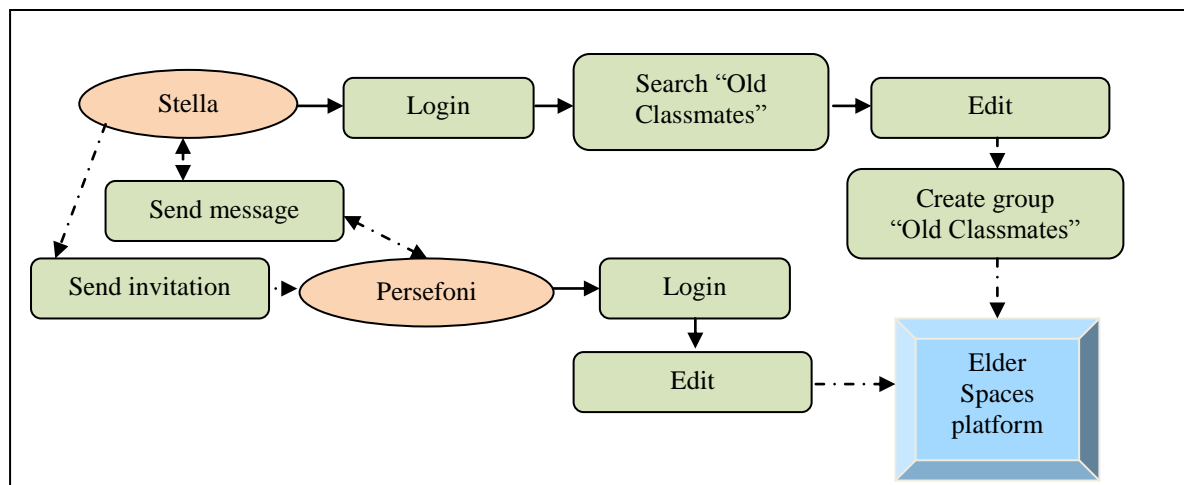 Stella
Login
Search “Old
Classmates”
Edit
Send message
Create group
“Old Classmates”
Send invitation
Persefoni
Login
Edit
Elder
Spaces
platform